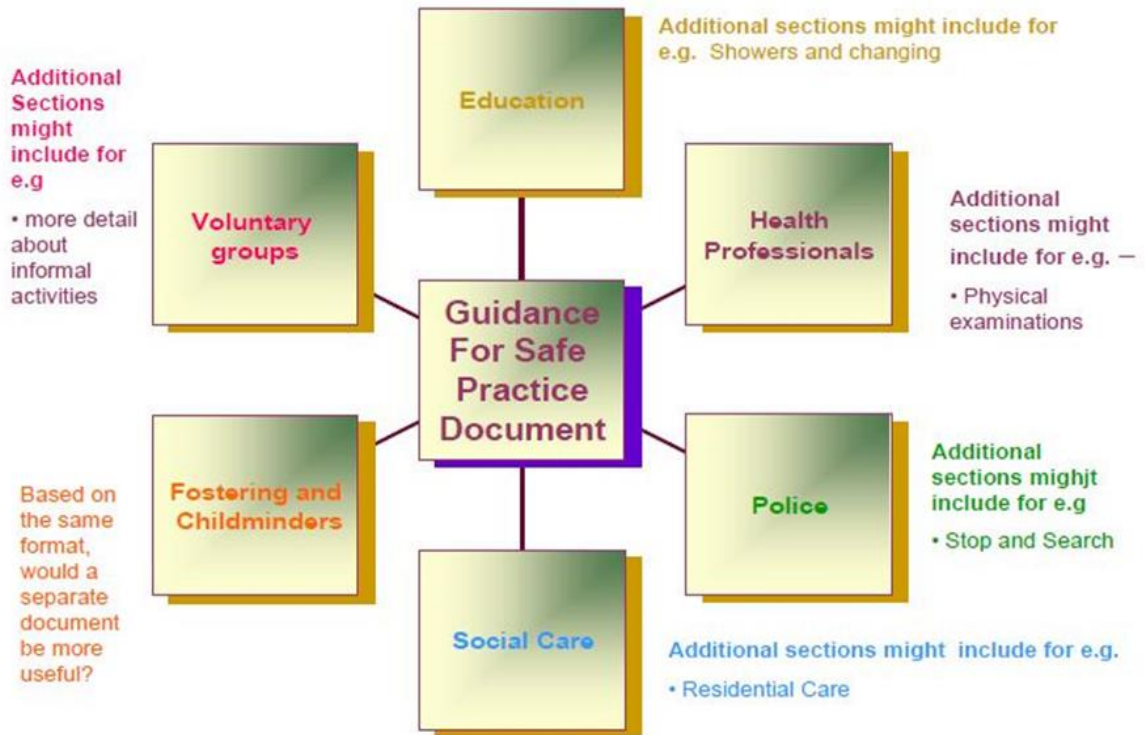 Additional sections might include for
e.g. Showers and changing
Education
Additional
Sections
might
include for
e.g
• more detail
about
informal
activities
Voluntary
groups
Health
Professionals
Additional
sections might
include for e.g. –
• Physical
examinations
Guidance
For Safe
Practice
Document
Based on
the same
format,
would a
separate
document
be more
useful?
Fostering and
Childminders
Police
Additional
sections mighjt
include for e.g
• Stop and Search
Social Care
Additional sections might include for e.g.
• Residential Care